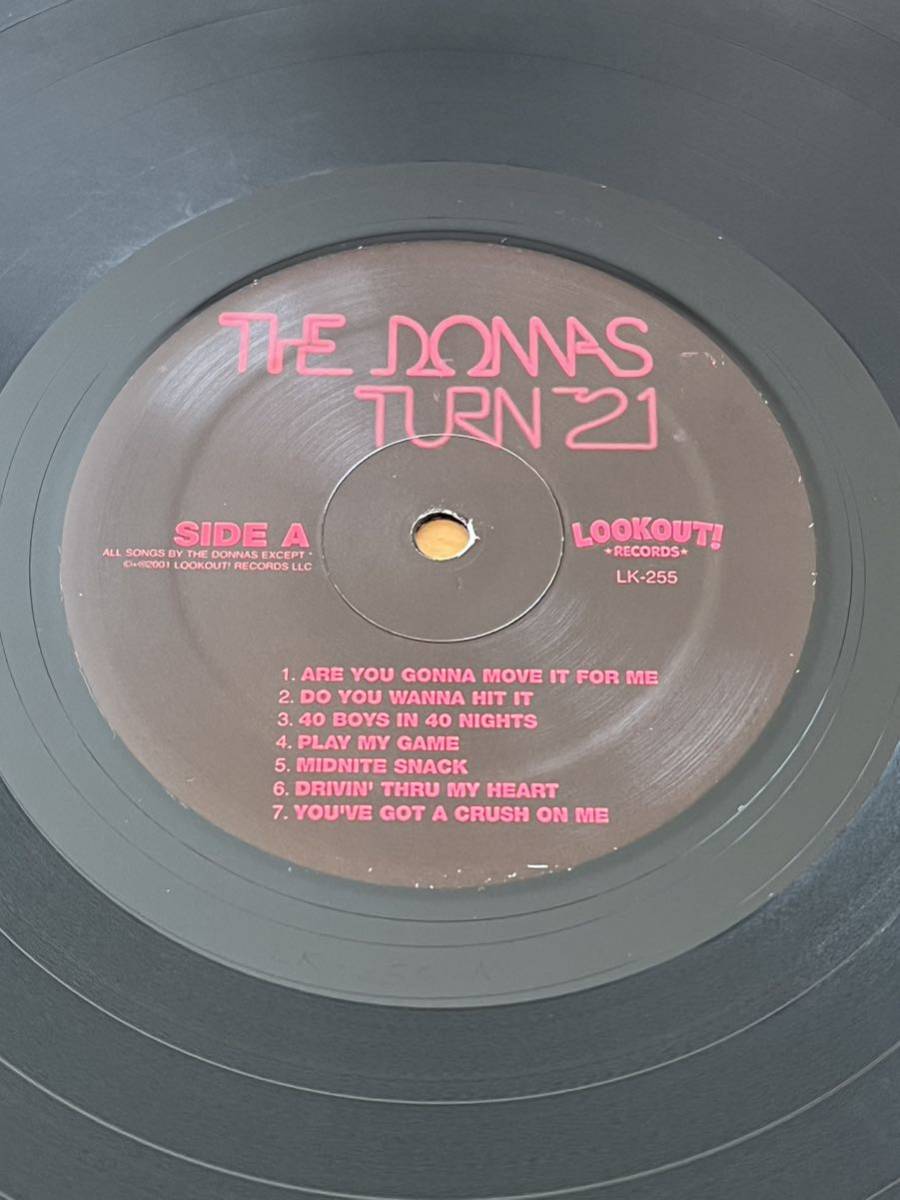 THE DONNAS
TURN 21
SIDE A
ALL SONGS BY THE DONNAS EXCEPT *
©+℗2001 LOOKOUT! RECORDS LLC
LOOKOUT!
★RECORDS★
LK-255
1. ARE YOU GONNA MOVE IT FOR ME
2. DO YOU WANNA HIT IT
3. 40 BOYS IN 40 NIGHTS
4. PLAY MY GAME
5. MIDNITE SNACK
6. DRIVIN' THRU MY HEART
7. YOU'VE GOT A CRUSH ON ME